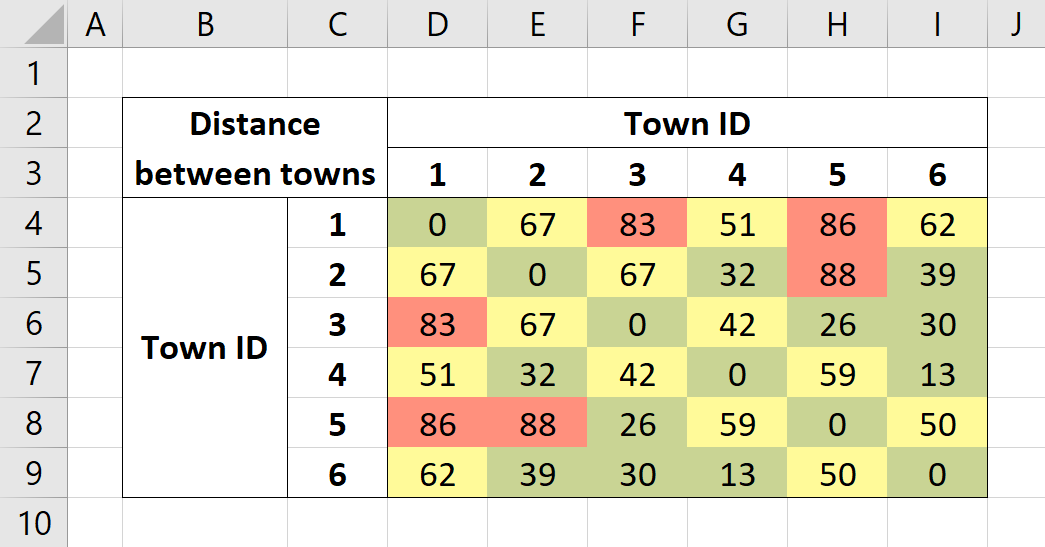 A B C D E F G H I J
1
2 Distance Town ID
3 between towns 1 2 3 4 5 6
4 1 0 67 83 51 86 62
5 2 67 0 67 32 88 39
6 3 83 67 0 42 26 30
Town ID
7 4 51 32 42 0 59 13
8 5 86 88 26 59 0 50
9 6 62 39 30 13 50 0
10